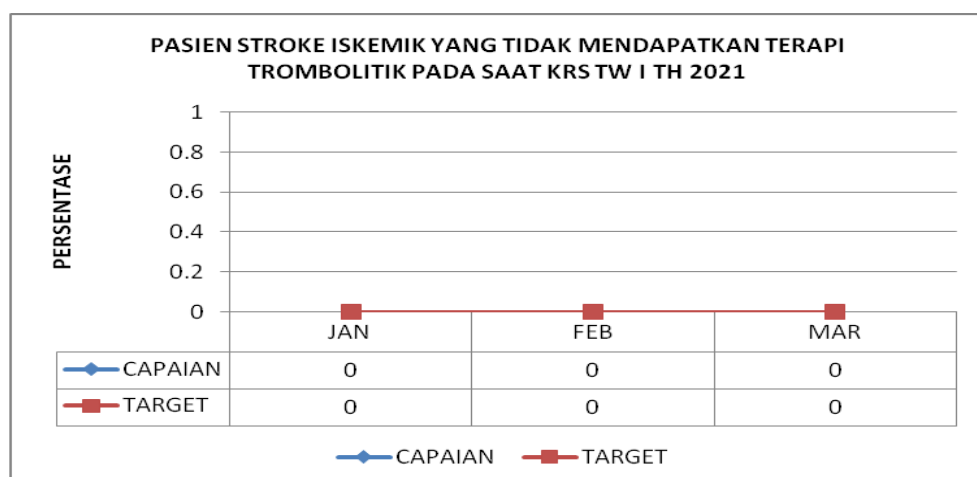 PASIEN STROKE ISKEMIK YANG TIDAK MENDAPATKAN TERAPI
TROMBOLITIK PADA SAAT KRS TW I TH 2021
PERSENTASE
1
0.8
0.6
0.4
0.2
0
JAN FEB MAR
CAPAIAN 0 0 0
TARGET 0 0 0
CAPAIAN TARGET